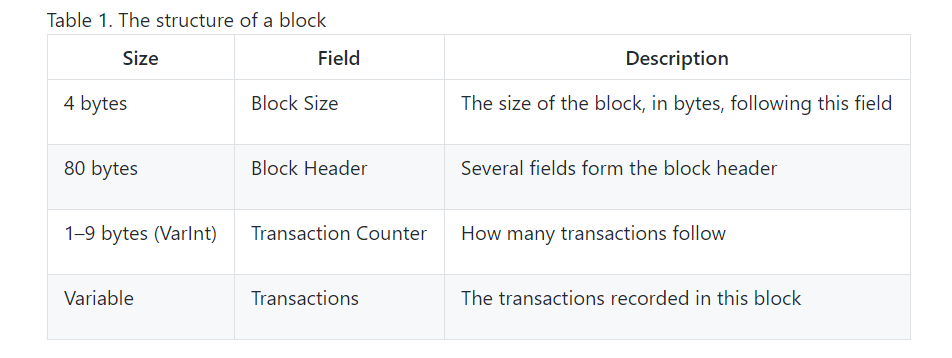 Table 1. The structure of a block
Size Field Description
4 bytes Block Size The size of the block, in bytes, following this field
80 bytes Block Header Several fields form the block header
1–9 bytes (VarInt) Transaction Counter How many transactions follow
Variable Transactions The transactions recorded in this block